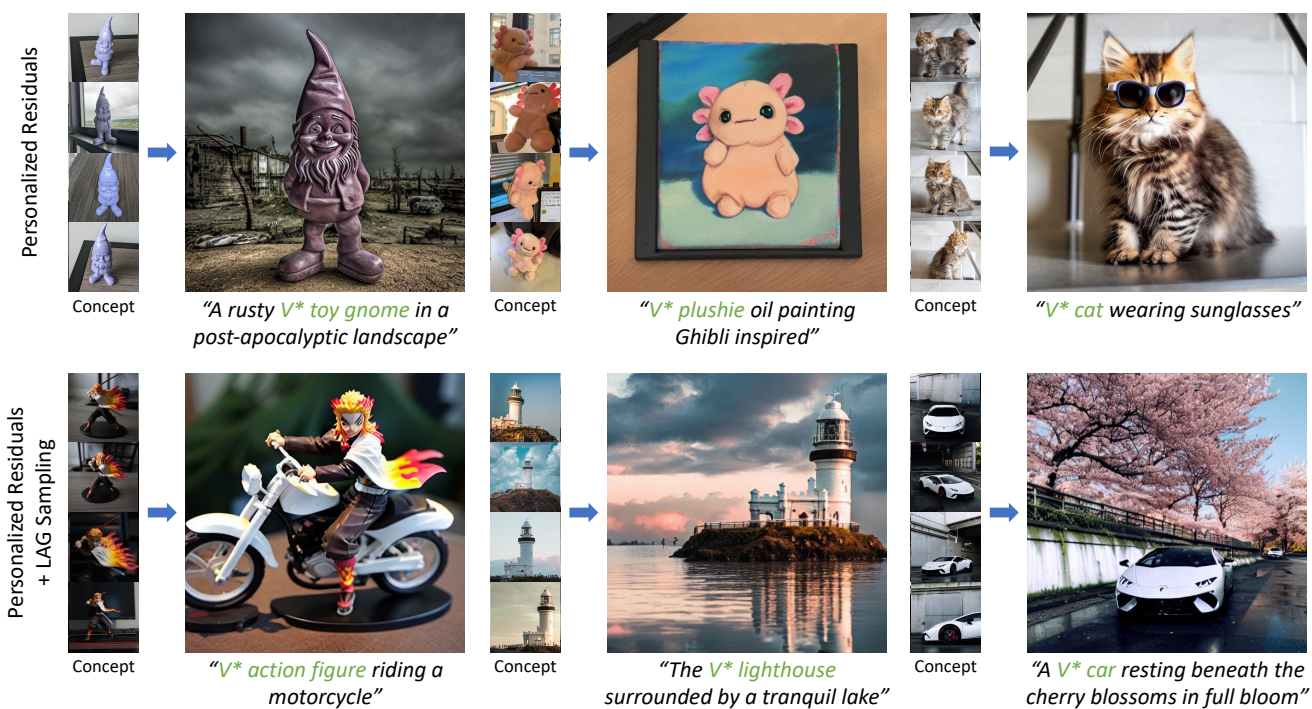 Personalized Residuals
Concept
“A rusty V* toy gnome in a
post-apocalyptic landscape”
Concept
“V* plushie oil painting
Ghibli inspired”
Concept
“V* cat wearing sunglasses”
Personalized Residuals
+ LAG Sampling
Concept
“V* action figure riding a
motorcycle”
Concept
“The V* lighthouse
surrounded by a tranquil lake”
Concept
“A V* car resting beneath the
cherry blossoms in full bloom”